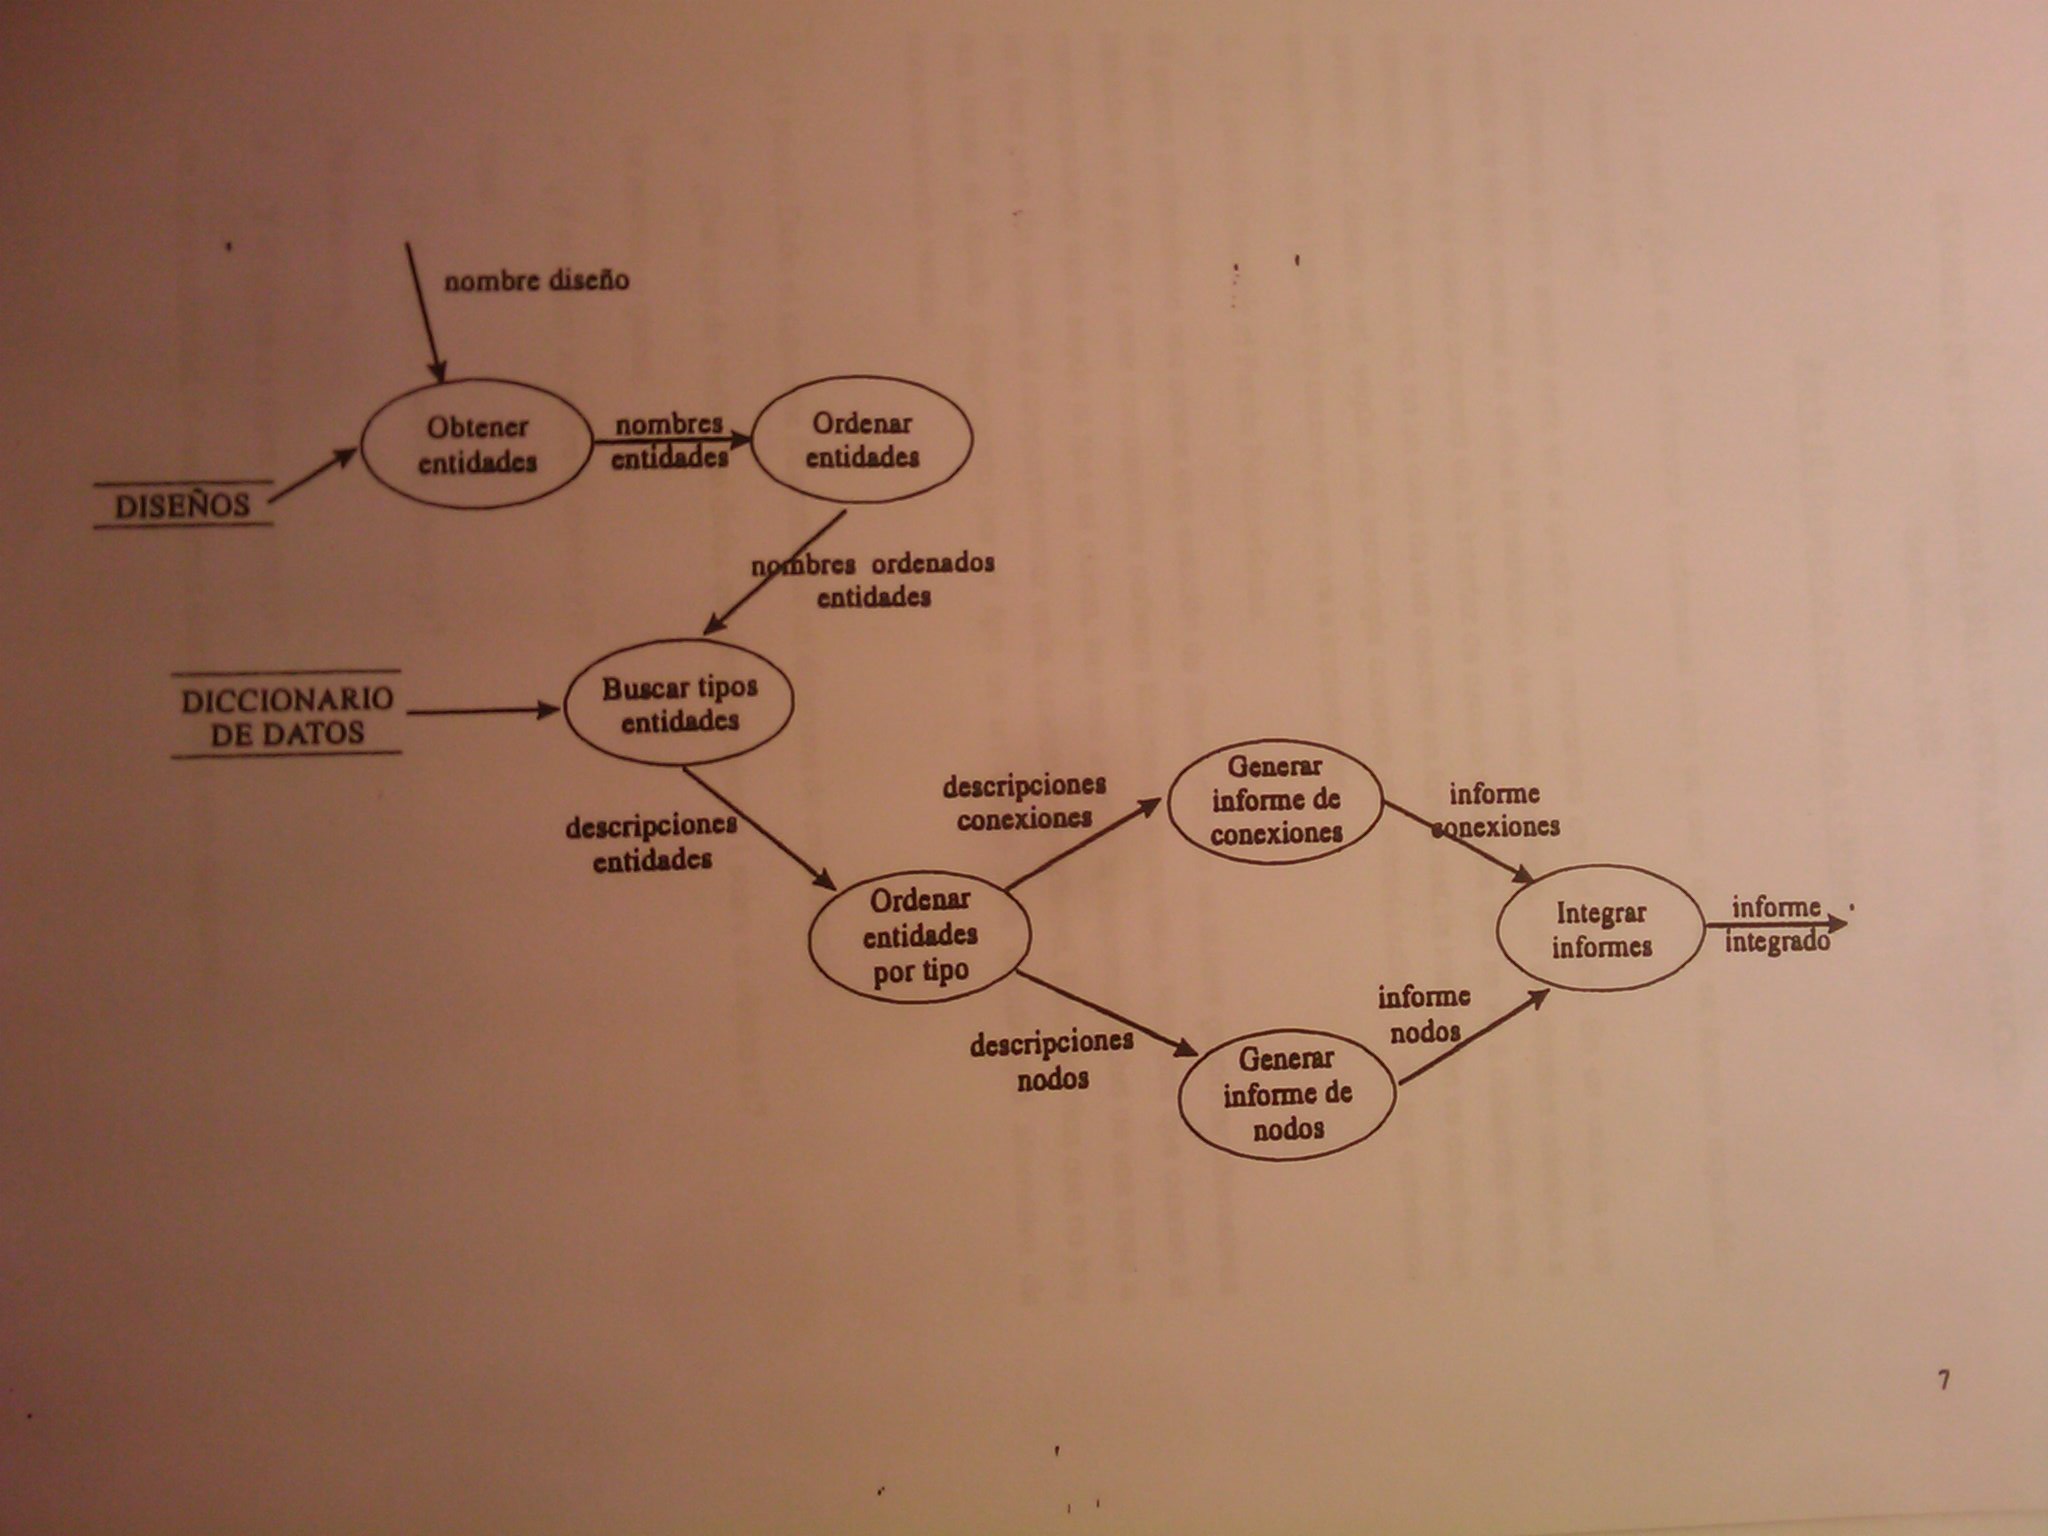 nombre diseño
Obtener
entidades
nombres
entidades
Ordenar
entidades
DISEÑOS
nombres ordenados
entidades
DICCIONARIO
DE DATOS
Buscar tipos
entidades
descripciones
entidades
Ordenar
entidades
por tipo
descripciones
conexiones
Generar
informe de
conexiones
informe
conexiones
descripciones
nodos
Generar
informe de
nodos
informe
nodos
Integrar
informes
informe
integrado
7